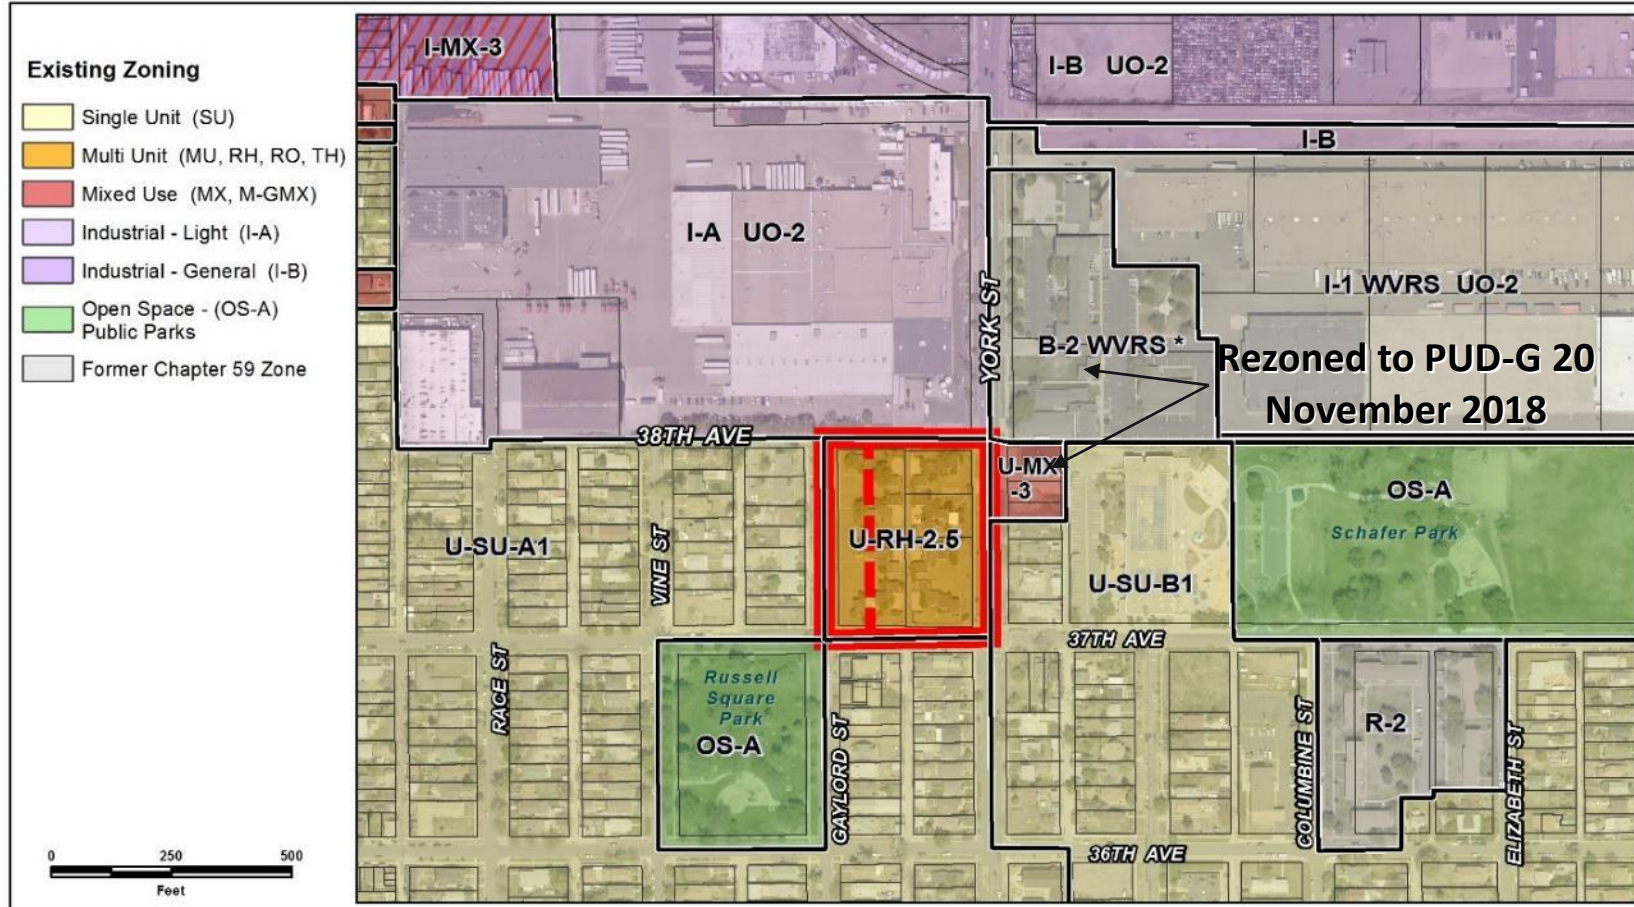 Existing Zoning
Single Unit (SU)
Multi Unit (MU, RH, RO, TH)
Mixed Use (MX, M-GMX)
Industrial - Light (I-A)
Industrial - General (I-B)
Open Space - (OS-A)
Public Parks
Former Chapter 59 Zone
0 250 500
Feet
I-MX-3
I-B UO-2
I-B
I-A UO-2
YORK ST
I-1 WVRS UO-2
B-2 WVRS *
Rezoned to PUD-G 20
November 2018
38TH AVE
U-MX
-3
OS-A
Schafer Park
U-SU-A1
VINE ST
U-RH-2.5
U-SU-B1
37TH AVE
RACE ST
Russell
Square
Park
OS-A
GAYLORD ST
COLUMBINE ST
R-2
ELIZABETH ST
36TH AVE